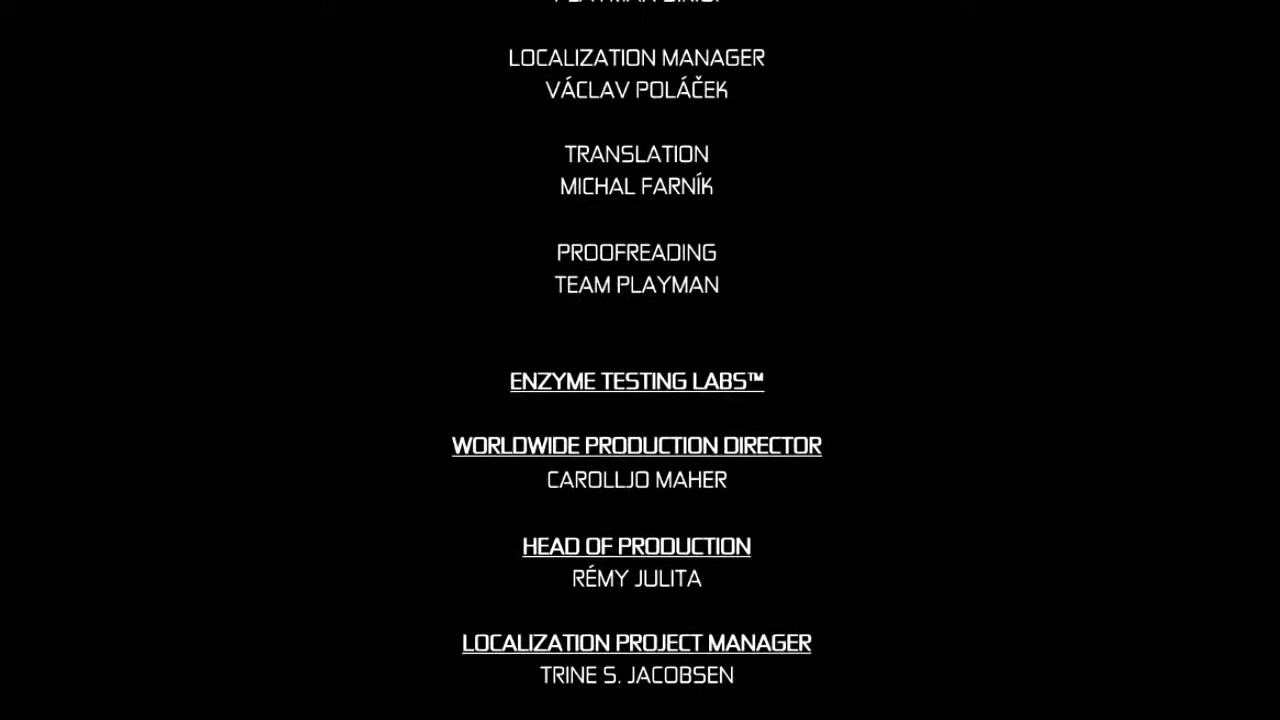 LOCALIZATION MANAGER
VÁCLAV POLÁČEK
TRANSLATION
MICHAL FARNÍK
PROOFREADING
TEAM PLAYMAN
ENZYME TESTING LABS™
WORLDWIDE PRODUCTION DIRECTOR
CAROLLJO MAHER
HEAD OF PRODUCTION
RÉMY JULITA
LOCALIZATION PROJECT MANAGER
TRINE S. JACOBSEN